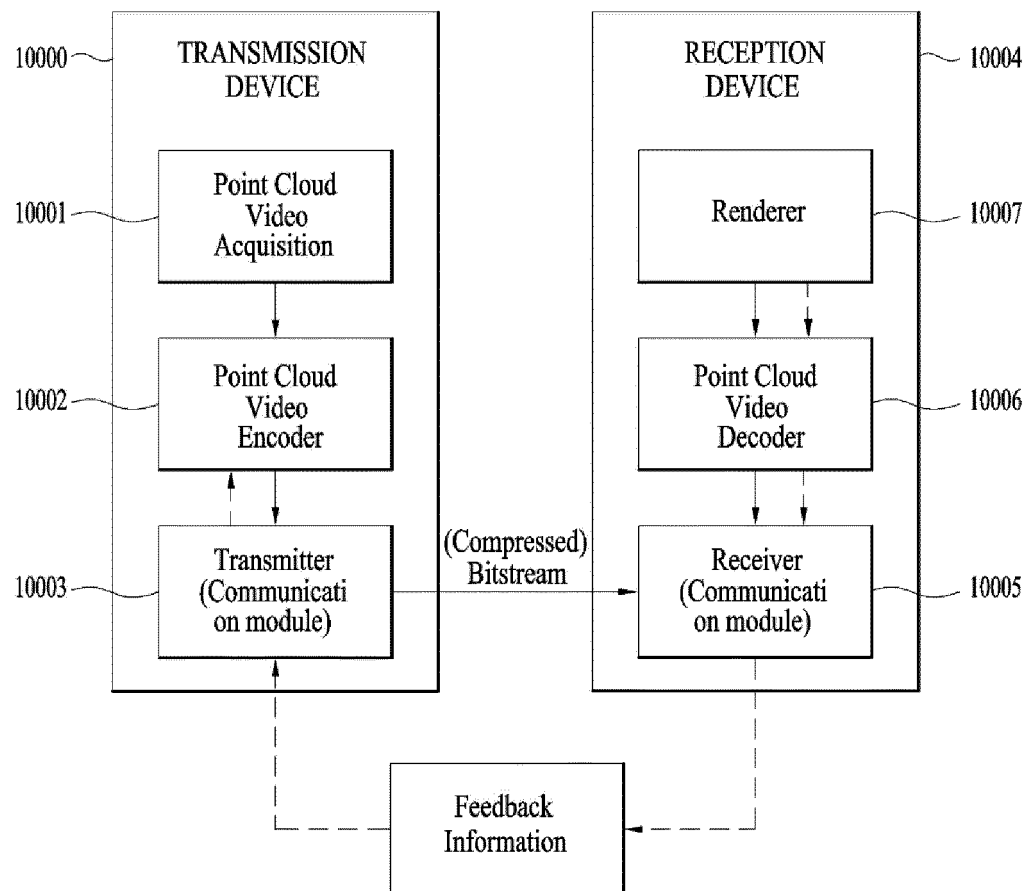 10000
TRANSMISSION
DEVICE
10001
Point Cloud
Video
Acquisition
10002
Point Cloud
Video
Encoder
10003
Transmitter
(Communicati
on module)
(Compressed)
Bitstream
RECEPTION
DEVICE
10004
Renderer
10007
Point Cloud
Video
Decoder
10006
Receiver
(Communicati
on module)
10005
Feedback
Information